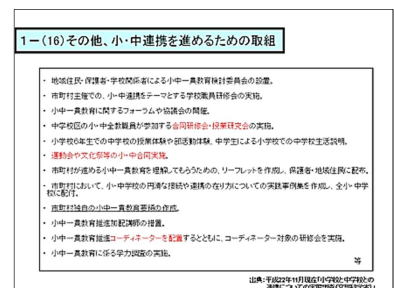 1-(16)その他、小・中連携を進めるための取組
・ 地域住民・保護者・学校関係者による小中一貫教育検討委員会の設置。
・ 市町村主催での、小・中連携をテーマとする学校職員研修会の実施。
・ 小中一貫教育に関するフォーラムや協議会の開催。
・ 中学校区の小・中全教職員が参加する合同研修会・授業研究会の実施。
・ 小学校6年生での中学校の授業体験や部活動体験、中学生による小学校での中学校生活説明。
・ 運動会や文化祭等の小・中合同実施。
・ 市町村が進める小中一貫教育を理解してもらうための、リーフレットを作成し、保護者・地域住民に配布。
・ 市町村において、小・中学校の円滑な接続や連携の在り方についての実践事例集を作成し、全小・中学
校に配付。
・ 市町村独自の小中一貫教育要領の作成。
・ 小中一貫教育推進加配講師の措置。
・ 小中一貫教育推進コーディネーターを配置するとともに、コーディネーター対象の研修会を実施。
・ 小中一貫教育に係る学力調査の実施。
等
出典:平成22年11月現在「小学校と中学校との
連携についての実態調査